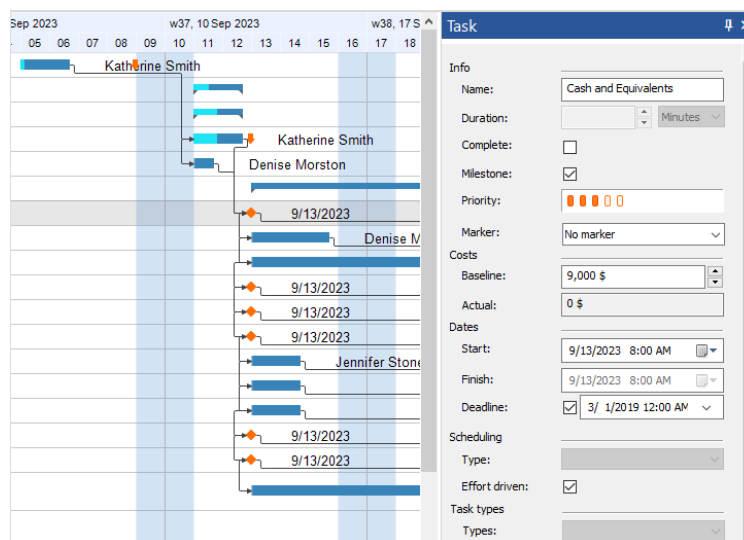 Sep 2023 w37, 10 Sep 2023 w38, 17 S
05 06 07 08 09 10 11 12 13 14 15 16 17 18
Katherine Smith
Katherine Smith
Denise Morston
9/13/2023
Denise M
9/13/2023
9/13/2023
9/13/2023
Jennifer Stone
9/13/2023
9/13/2023
Task
Info
Name: Cash and Equivalents
Duration: Minutes
Complete:
Milestone:
Priority:
Marker: No marker
Costs
Baseline: 9,000 $
Actual: 0 $
Dates
Start: 9/13/2023 8:00 AM
Finish: 9/13/2023 8:00 AM
Deadline: 3/ 1/2019 12:00 AM
Scheduling
Type:
Effort driven:
Task types
Types: